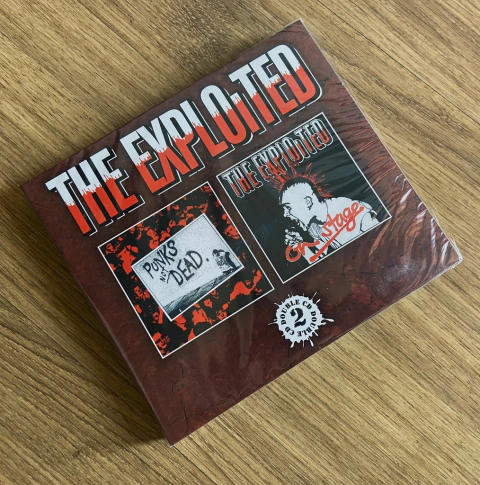 THE EXPLOITED
PUNKS
NOT
DEAD.
THE EXPLOITED
on stage
DOUBLE CD DOUBLE CD
2